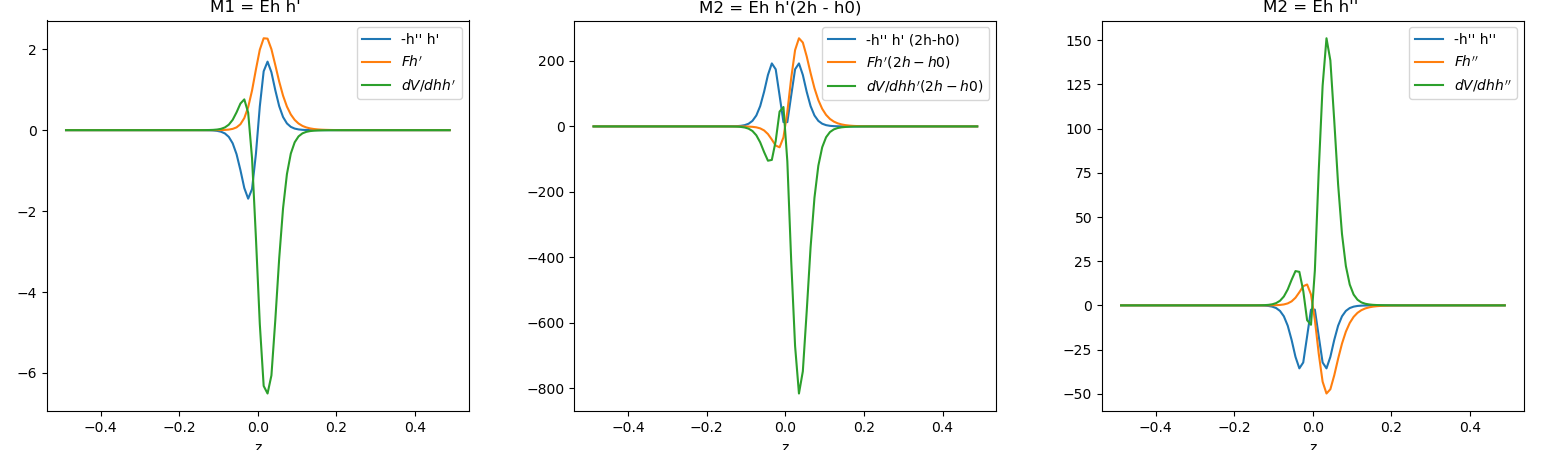 M1 = Eh h'
2
0
−2
−4
−6
−0.4 −0.2 0.0 0.2 0.4
z
-h'' h'
Fh′
dV/dhh′
M2 = Eh h'(2h - h0)
200
0
−200
−400
−600
−800
−0.4 −0.2 0.0 0.2 0.4
z
-h'' h' (2h-h0)
Fh′(2h − h0)
dV/dhh′(2h − h0)
M2 = Eh h''
150
125
100
75
50
25
0
−25
−50
−0.4 −0.2 0.0 0.2 0.4
z
-h'' h''
Fh′′
dV/dhh′′